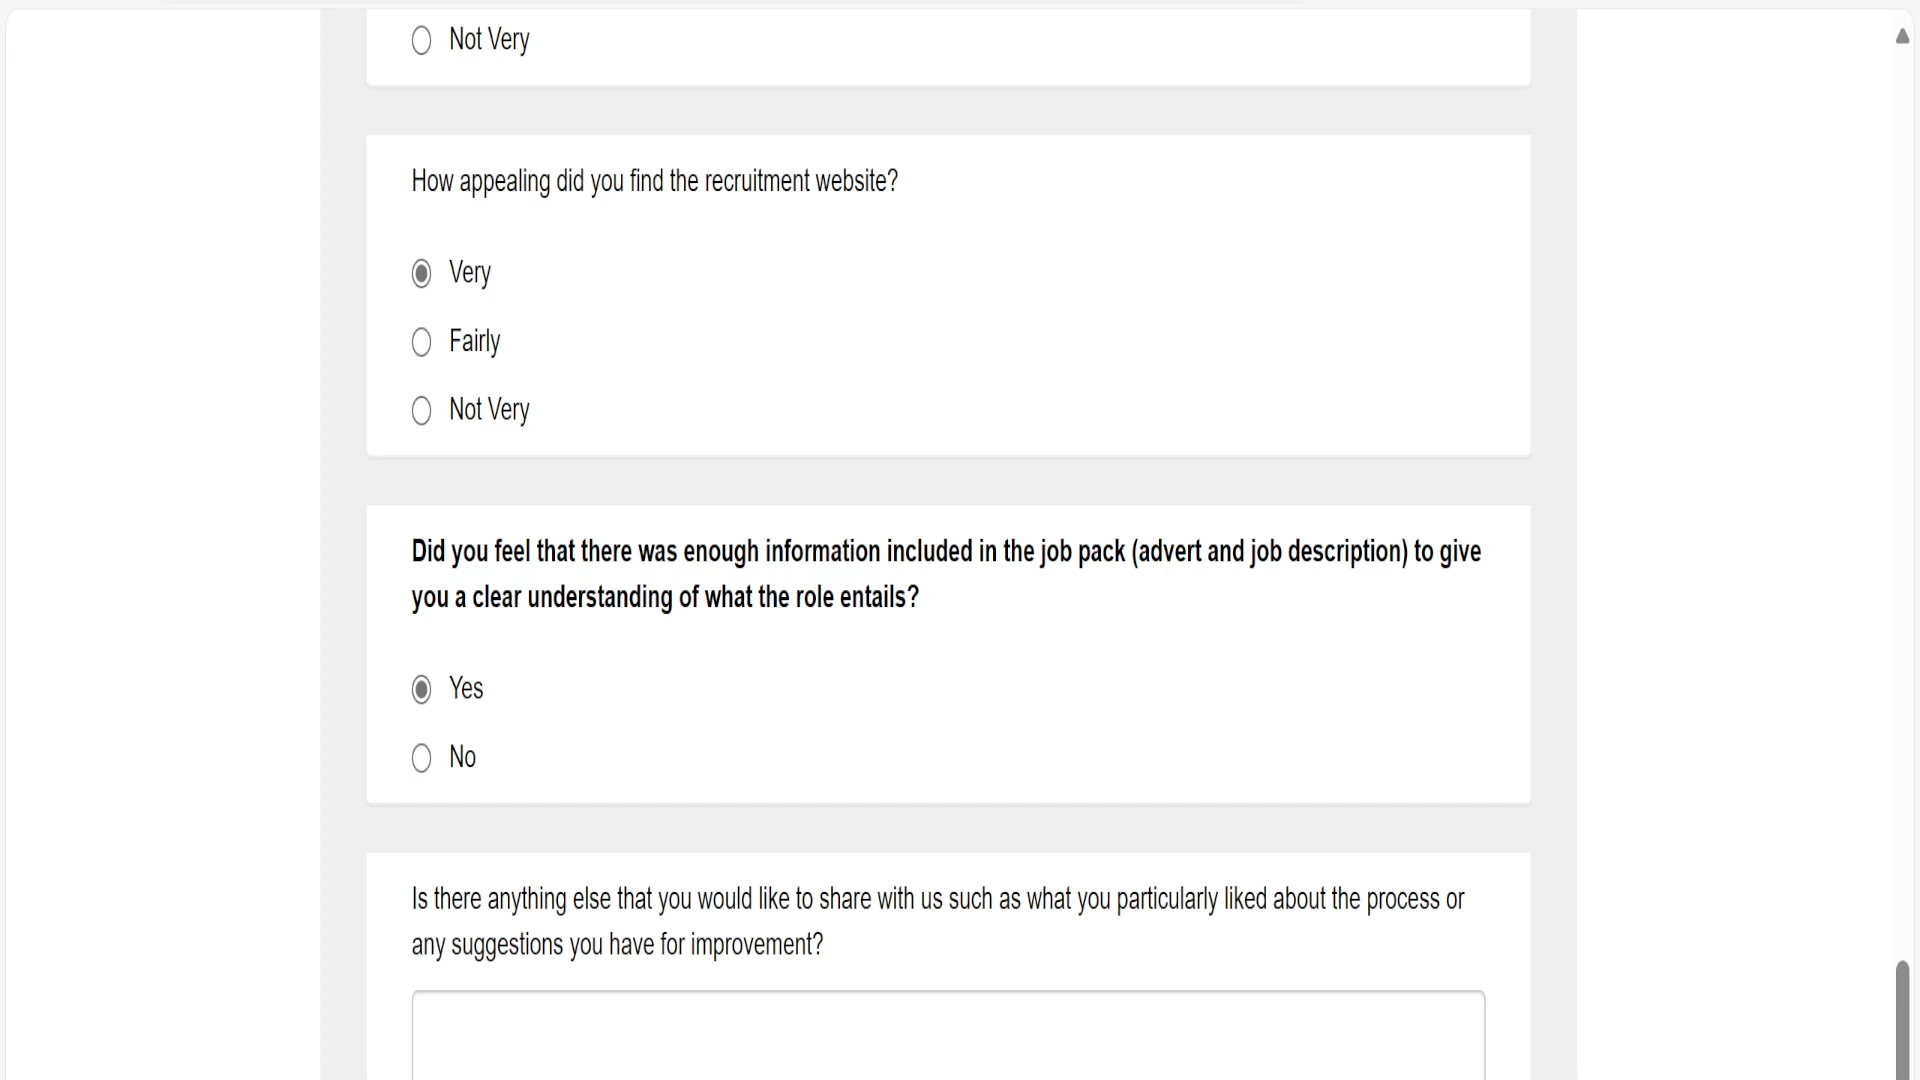 Not Very
How appealing did you find the recruitment website?
Very
Fairly
Not Very
Did you feel that there was enough information included in the job pack (advert and job description) to give
you a clear understanding of what the role entails?
Yes
No
Is there anything else that you would like to share with us such as what you particularly liked about the process or
any suggestions you have for improvement?